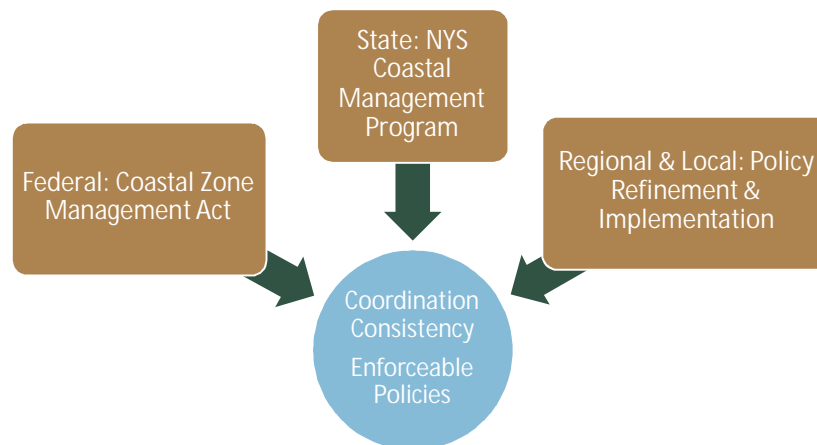 State: NYS
Coastal
Management
Program
Federal: Coastal Zone
Management Act
Regional & Local: Policy
Refinement &
Implementation
Coordination
Consistency
Enforceable
Policies